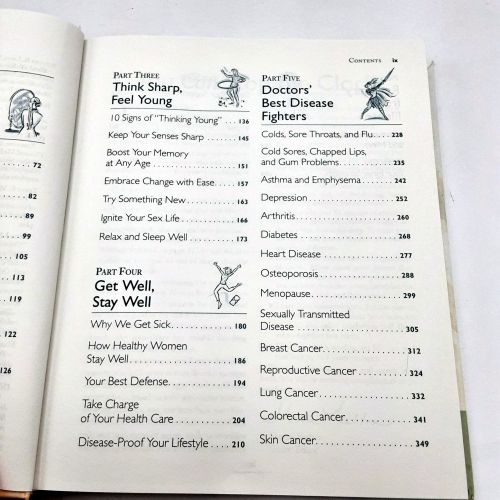 72
82
89
99
105
113
119
122
126
CONTENTS ix
PART THREE
Think Sharp,
Feel Young
10 Signs of "Thinking Young" ... 136
Keep Your Senses Sharp ........ 145
Boost Your Memory
at Any Age .................. 151
Embrace Change with Ease..... 157
Try Something New............ 163
Ignite Your Sex Life ............ 166
Relax and Sleep Well .......... 173
PART FOUR
Get Well,
Stay Well
Why We Get Sick.............. 180
How Healthy Women
Stay Well.................... 186
Your Best Defense............. 194
Take Charge
of Your Health Care ........... 204
Disease-Proof Your Lifestyle .... 210
PART FIVE
Doctors'
Best Disease
Fighters
Colds, Sore Throats, and Flu.... 228
Cold Sores, Chapped Lips,
and Gum Problems............ 235
Asthma and Emphysema........ 242
Depression .................. 252
Arthritis..................... 260
Diabetes .................... 268
Heart Disease ................ 277
Osteoporosis................. 288
Menopause................... 299
Sexually Transmitted
Disease ..................... 305
Breast Cancer................. 312
Reproductive Cancer .......... 324
Lung Cancer.................. 332
Colorectal Cancer............. 341
Skin Cancer................... 349